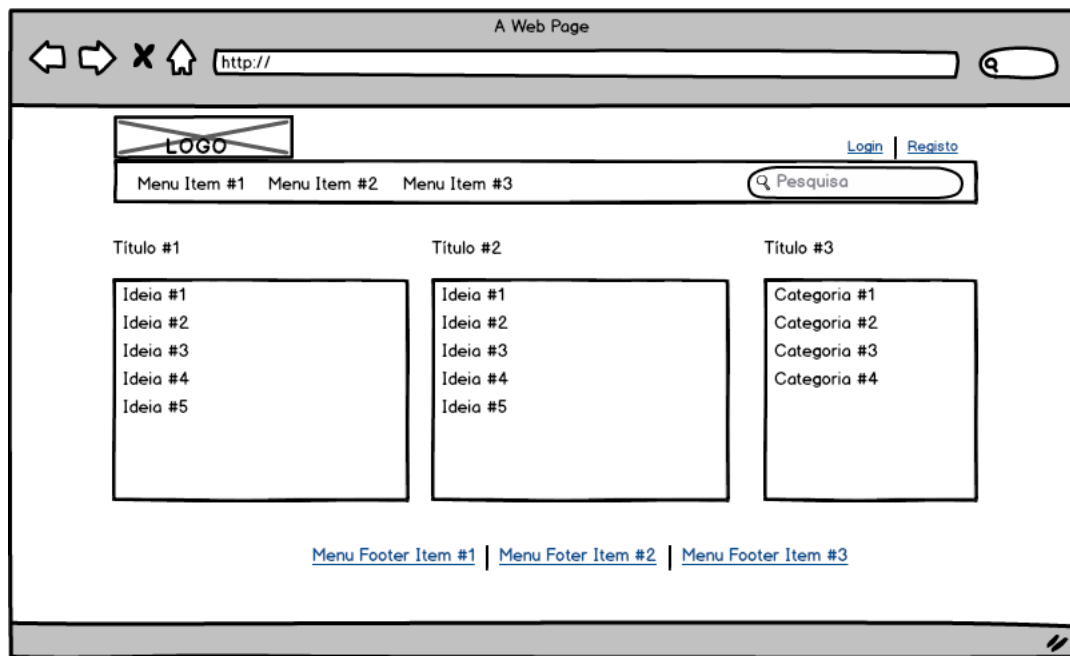 A Web Page
http://
LOGO
Login | Registo
Menu Item #1 Menu Item #2 Menu Item #3 Pesquisa
Título #1 Título #2 Título #3
Ideia #1 Ideia #1 Categoria #1
Ideia #2 Ideia #2 Categoria #2
Ideia #3 Ideia #3 Categoria #3
Ideia #4 Ideia #4 Categoria #4
Ideia #5 Ideia #5
Menu Footer Item #1 | Menu Foter Item #2 | Menu Footer Item #3